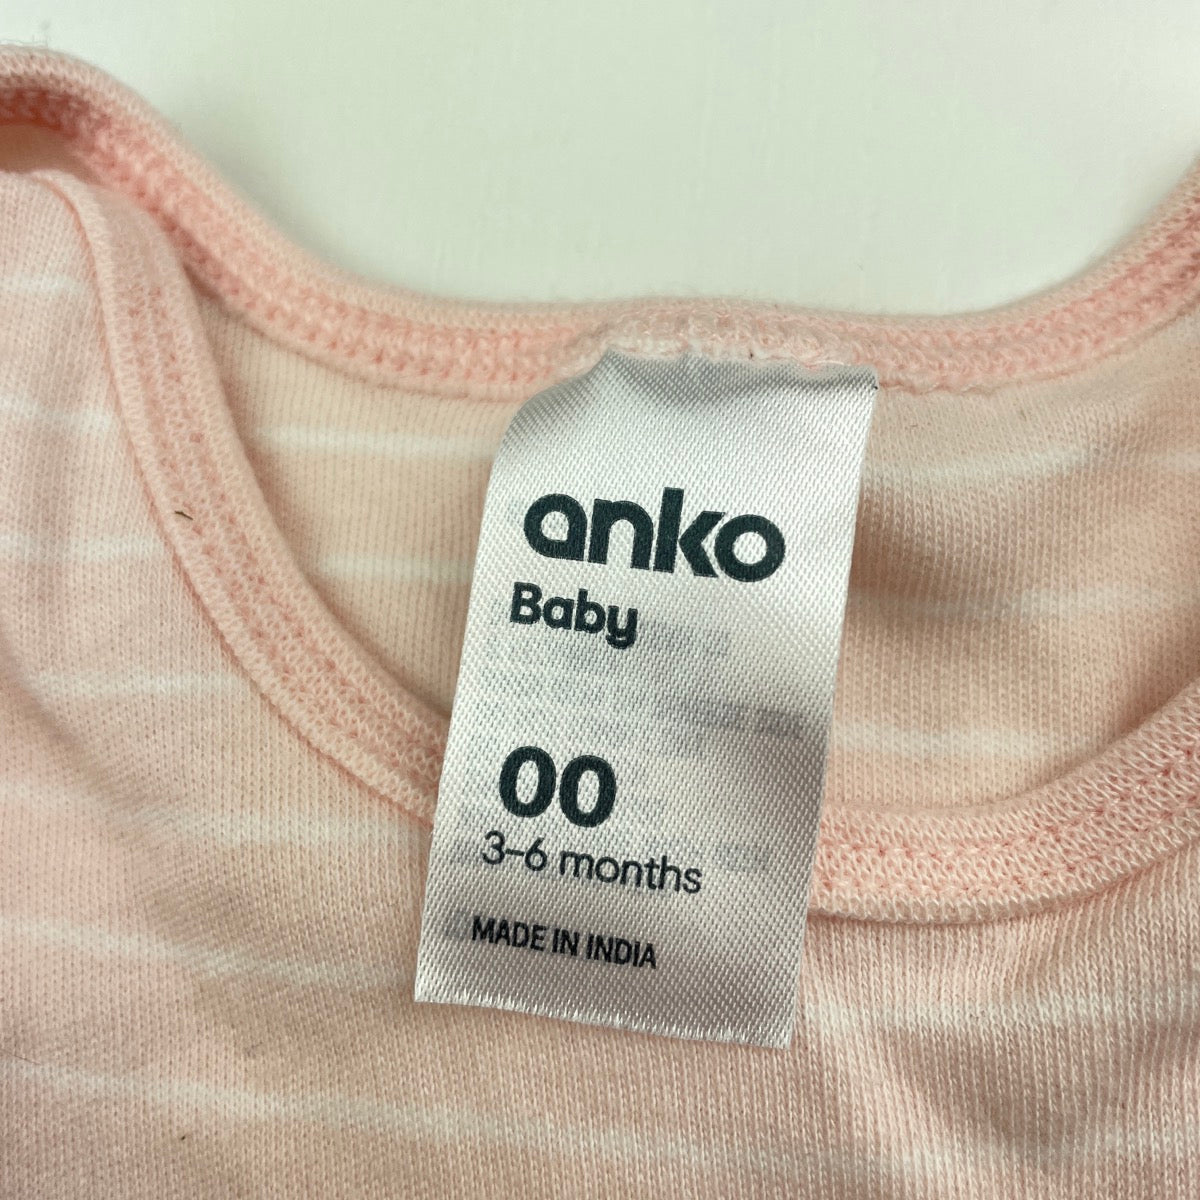 anko
Baby
00
3-6 months
MADE IN INDIA